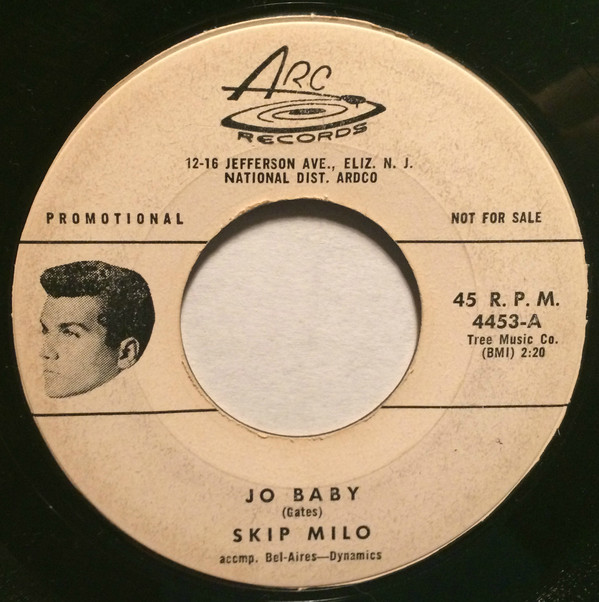 ARC
RECORDS
12-16 JEFFERSON AVE., ELIZ. N. J.
NATIONAL DIST. ARDCO
PROMOTIONAL
NOT FOR SALE
45 R. P. M.
4453-A
Tree Music Co.
(BMI) 2:20
JO BABY
(Gates)
SKIP MILO
accmp. Bel-Aires—Dynamics